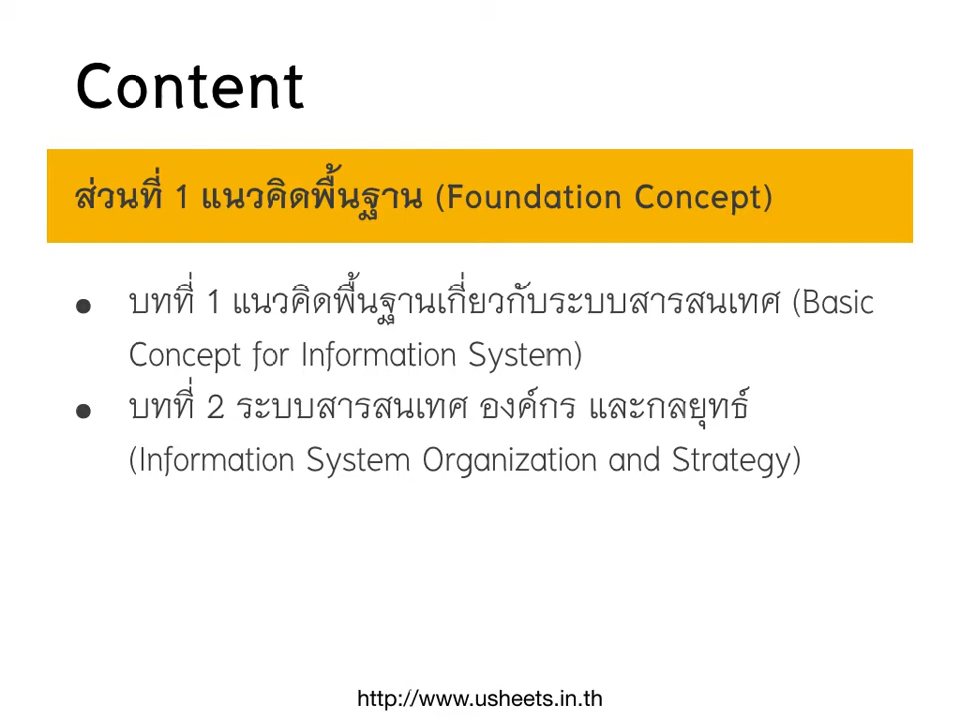 Content
ส่วนที่ 1 แนวคิดพื้นฐาน (Foundation Concept)
• บทที่ 1 แนวคิดพื้นฐานเกี่ยวกับระบบสารสนเทศ (Basic
Concept for Information System)
• บทที่ 2 ระบบสารสนเทศ องค์กร และกลยุทธ์
(Information System Organization and Strategy)
http://www.usheets.in.th